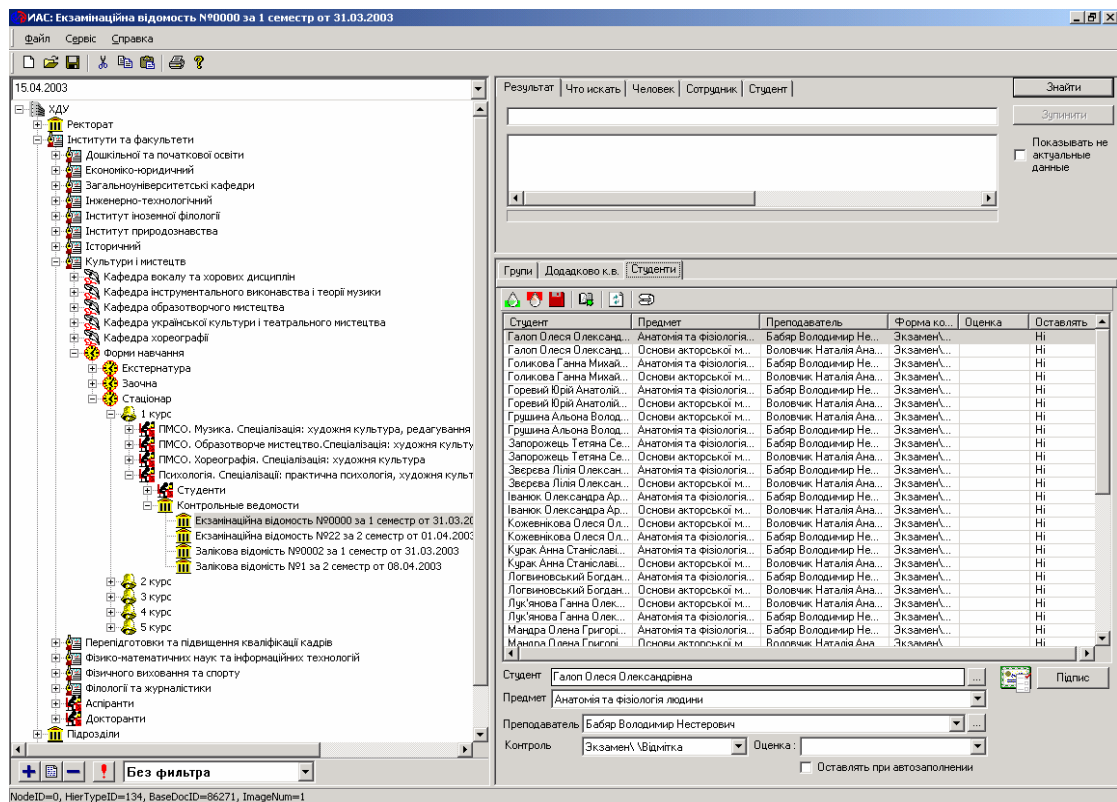 ИАС: Екзамінаційна відомость №0000 за 1 семестр от 31.03.2003
Файл Сервіс Справка
15.04.2003
ХДУ
Ректорат
Інститути та факультети
Дошкільної та початкової освіти
Економіко-юридичний
Загальноуніверситетські кафедри
Інженерно-технологічний
Інститут іноземної філології
Інститут природознавства
Історичний
Культури і мистецтв
Кафедра вокалу та хорових дисциплін
Кафедра інструментального виконавства і теорії музики
Кафедра образотворчого мистецтва
Кафедра української культури і театрального мистецтва
Кафедра хореографії
Форми навчання
Екстернатура
Заочна
Стаціонар
1 курс
ПМСО. Музика. Спеціалізація: художня культура, редагування
ПМСО. Образотворче мистецтво.Спеціалізація: художня культу
ПМСО. Хореографія. Спеціалізація: художня культура
Психологія. Спеціалізації: практична психологія, художня культ
Студенти
Контрольные ведомости
Екзамінаційна відомость №0000 за 1 семестр от 31.03.20
Екзамінаційна відомость №22 за 2 семестр от 01.04.2003
Залікова відомість №0002 за 1 семестр от 31.03.2003
Залікова відомість №1 за 2 семестр от 08.04.2003
2 курс
3 курс
4 курс
5 курс
Перепідготовки та підвищення кваліфікації кадрів
Фізико-математичних наук та інформаційних технологій
Фізичного виховання та спорту
Філології та журналістики
Аспіранти
Докторанти
Підрозділи
Без фильтра
NodeID=0, HierTypeID=134, BaseDocID=86271, ImageNum=1
Результат Что искать Человек Сотрудник Студент
Знайти
Зупинити
Показывать не
актуальные
данные
Групи Додадково к.в. Студенти
Студент Предмет Преподаватель Форма ко... Оценка Оставлять
Галоп Олеся Олександ... Анатомія та фізіологія... Бабяр Володимир Не... Экзамен\... Ні
Галоп Олеся Олександ... Основи акторської м... Воловчик Наталія Ана... Экзамен\... Ні
Голикова Ганна Михай... Анатомія та фізіологія... Бабяр Володимир Не... Экзамен\... Ні
Голикова Ганна Михай... Основи акторської м... Воловчик Наталія Ана... Экзамен\... Ні
Горевий Юрій Анатолій... Анатомія та фізіологія... Бабяр Володимир Не... Экзамен\... Ні
Горевий Юрій Анатолій... Основи акторської м... Воловчик Наталія Ана... Экзамен\... Ні
Грушина Альона Волод... Основи акторської м... Воловчик Наталія Ана... Экзамен\... Ні
Грушина Альона Волод... Анатомія та фізіологія... Бабяр Володимир Не... Экзамен\... Ні
Запорожець Тетяна Се... Анатомія та фізіологія... Бабяр Володимир Не... Экзамен\... Ні
Запорожець Тетяна Се... Основи акторської м... Воловчик Наталія Ана... Экзамен\... Ні
Звєрєва Лілія Олександ... Анатомія та фізіологія... Бабяр Володимир Не... Экзамен\... Ні
Звєрєва Лілія Олександ... Основи акторської м... Воловчик Наталія Ана... Экзамен\... Ні
Іванюк Олександра Ар... Анатомія та фізіологія... Бабяр Володимир Не... Экзамен\... Ні
Іванюк Олександра Ар... Основи акторської м... Воловчик Наталія Ана... Экзамен\... Ні
Кожевнікова Олеся Ол... Анатомія та фізіологія... Бабяр Володимир Не... Экзамен\... Ні
Кожевнікова Олеся Ол... Основи акторської м... Воловчик Наталія Ана... Экзамен\... Ні
Курак Анна Станіславі... Анатомія та фізіологія... Бабяр Володимир Не... Экзамен\... Ні
Курак Анна Станіславі... Основи акторської м... Воловчик Наталія Ана... Экзамен\... Ні
Логвиновський Богдан... Анатомія та фізіологія... Бабяр Володимир Не... Экзамен\... Ні
Логвиновський Богдан... Основи акторської м... Воловчик Наталія Ана... Экзамен\... Ні
Лук'янова Ганна Олек... Основи акторської м... Воловчик Наталія Ана... Экзамен\... Ні
Лук'янова Ганна Олек... Анатомія та фізіологія... Бабяр Володимир Не... Экзамен\... Ні
Мандра Олена Григорі... Анатомія та фізіологія... Бабяр Володимир Не... Экзамен\... Ні
Мандра Олена Григорі... Основи акторської м... Воловчик Наталія Ана... Экзамен\... Ні
Студент Галоп Олеся Олександрівна ... Підпис
Предмет Анатомія та фізіологія людини
Преподаватель Бабяр Володимир Нестерович ...
Контроль Экзамен\ \Відмітка Оценка :
Оставлять при автозаполнении